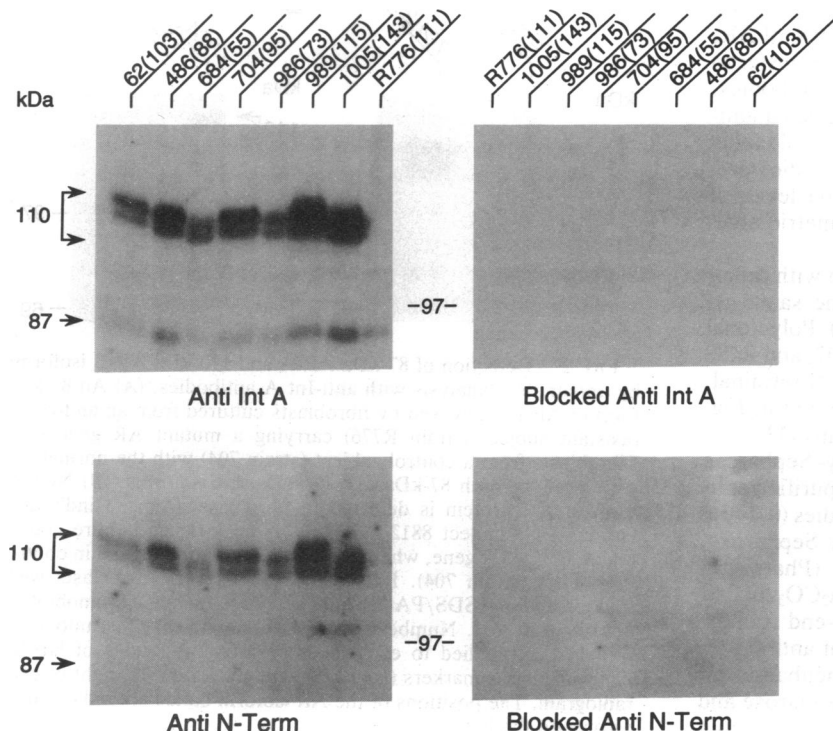 62(103) 486(88) 684(55) 704(95) 986(73) 989(115) 1005(143) R776(111)
R776(111) 1005(143) 989(115) 986(73) 704(95) 684(55) 486(88) 62(103)
kDa
110
87
-97-
Anti Int A
Blocked Anti Int A
110
87
-97-
Anti N-Term
Blocked Anti N-Term